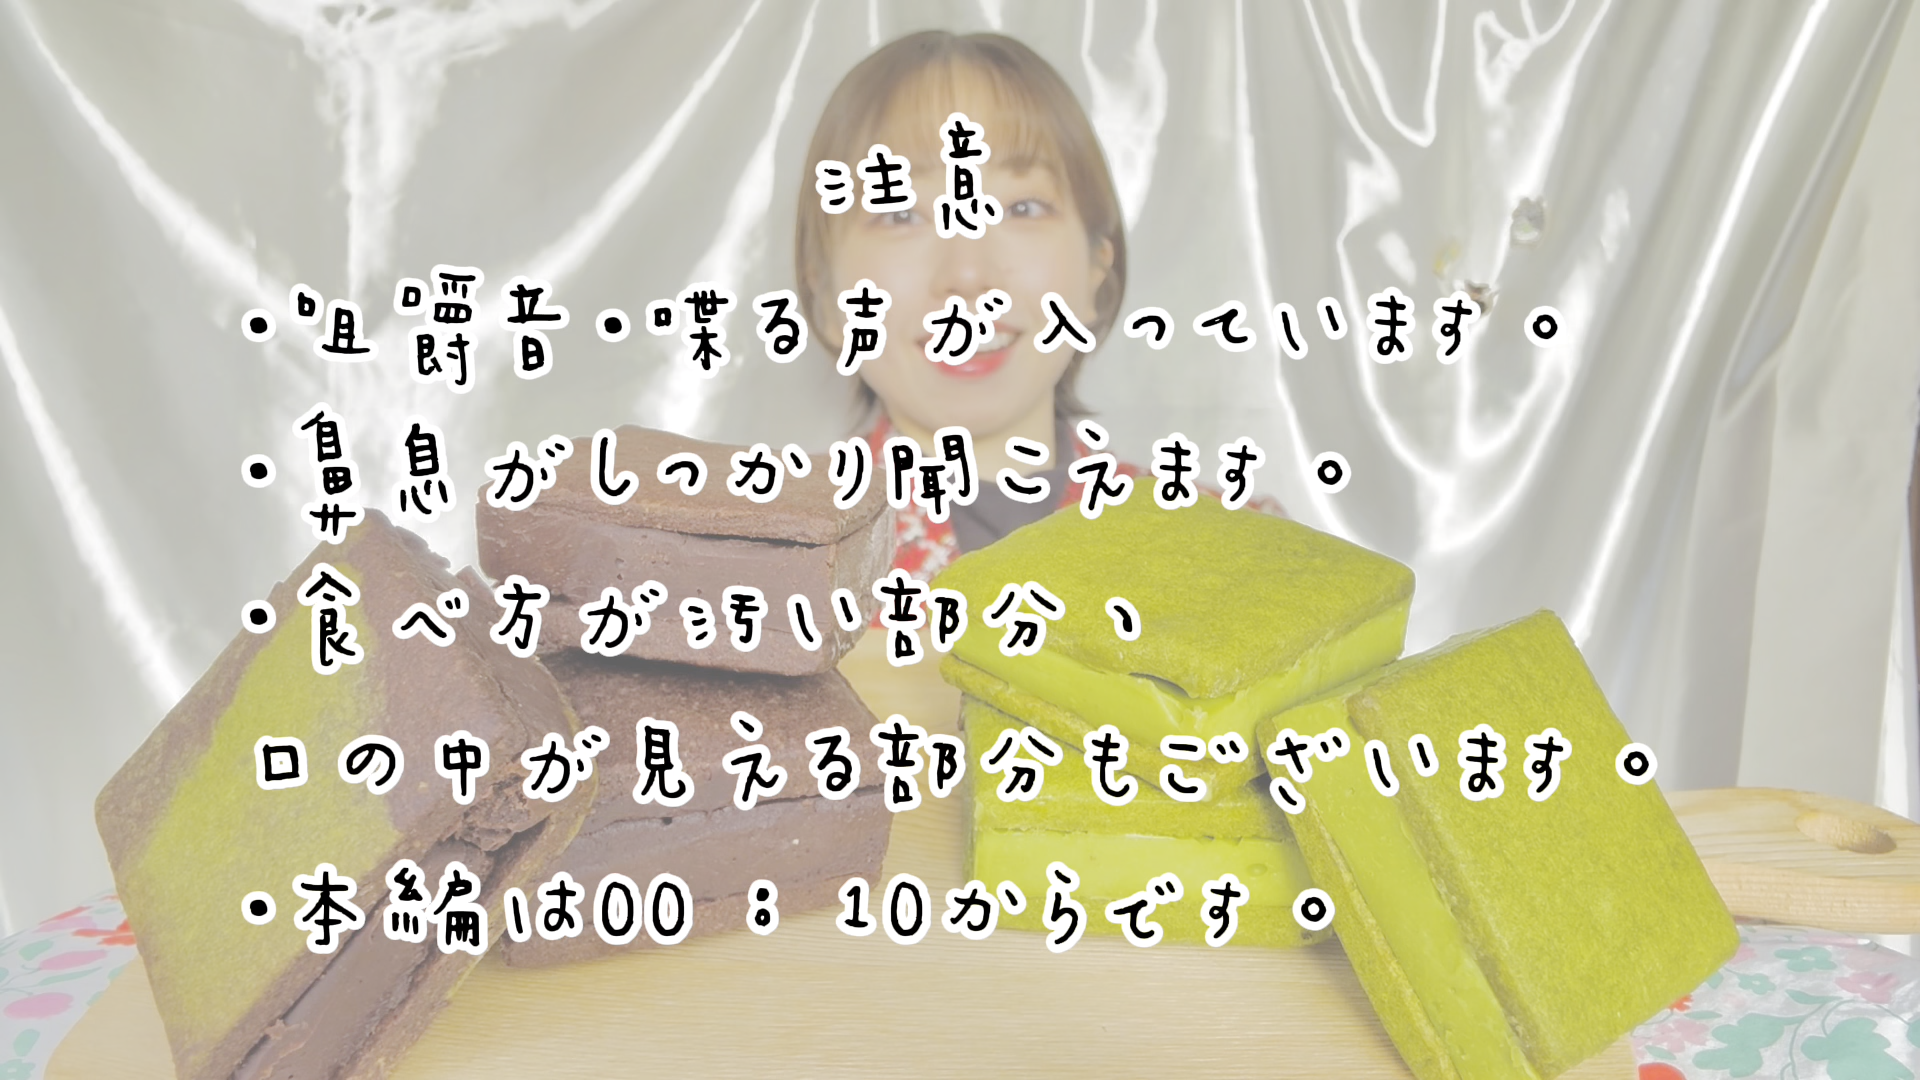 注意
・咀嚼音・喋る声が入っています。
・鼻息がしっかり聞こえます。
・食べ方が汚い部分、
口の中が見える部分もございます。
・本編は00：10からです。